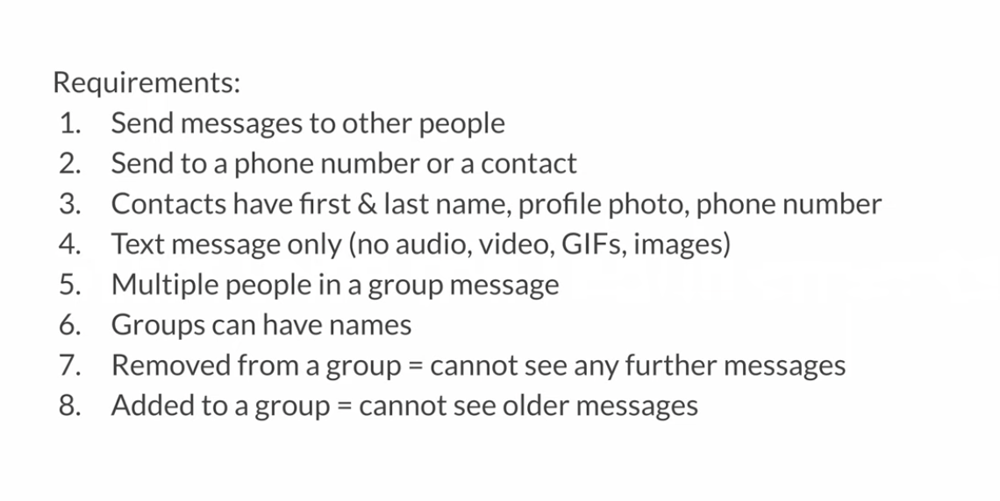 Requirements:
1. Send messages to other people
2. Send to a phone number or a contact
3. Contacts have first & last name, profile photo, phone number
4. Text message only (no audio, video, GIFs, images)
5. Multiple people in a group message
6. Groups can have names
7. Removed from a group = cannot see any further messages
8. Added to a group = cannot see older messages